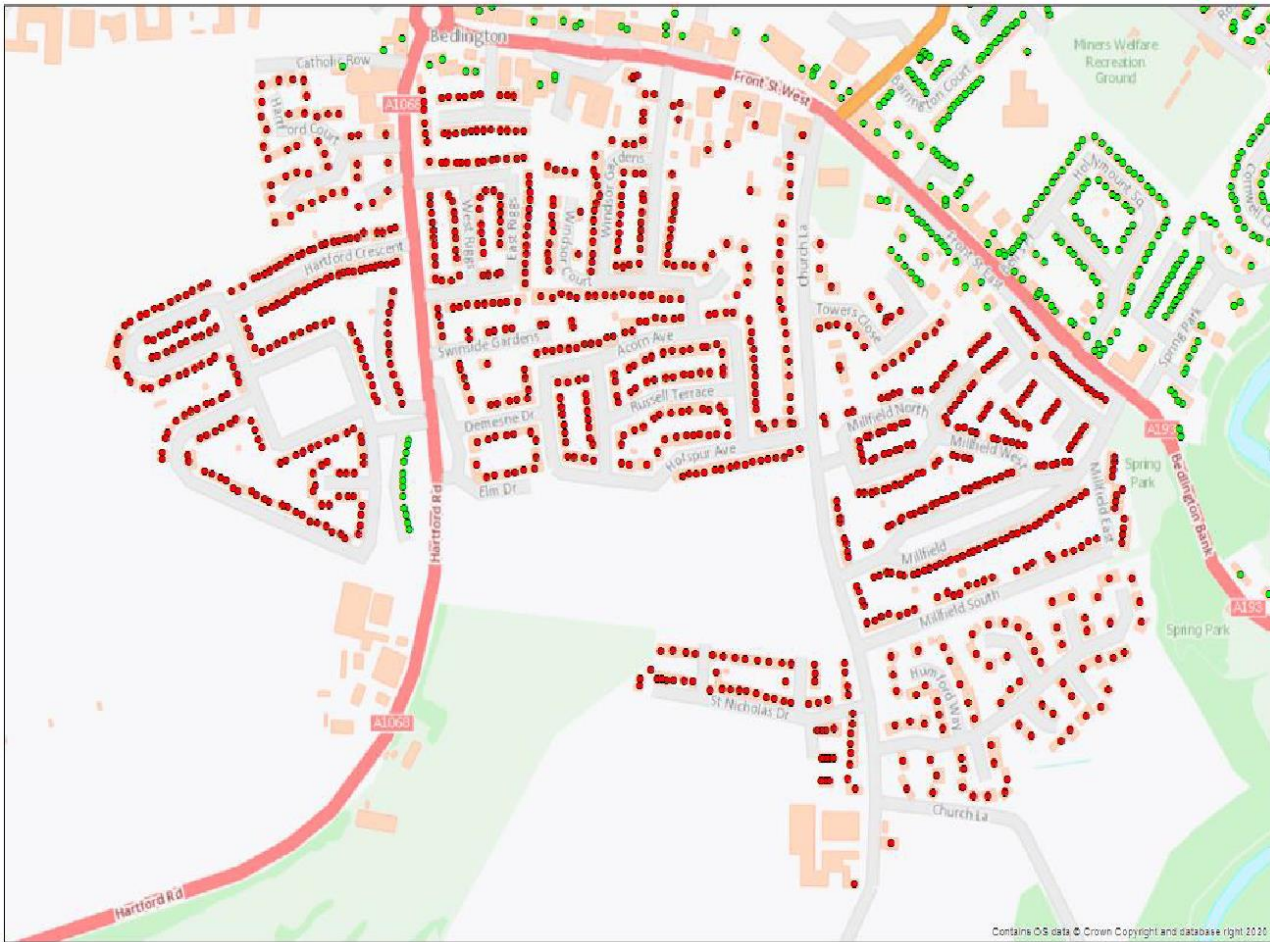 Bedlington
Catholic Row
Miners Welfare
Recreation
Ground
Front St West
Barrington Court
A1068
Hartford Court
Hollymount Sq
Windsor Gardens
West Riggs
East Riggs
Windsor
Court
Church La
Hartford Crescent
Front St East
Towers Close
Spring Park
Swinside Gardens
Acorn Ave
Russell Terrace
Demesne Dr
Millfield North
Hotspur Ave
Millfield West
A193
Elm Dr
Spring
Park
Millfield East
Bedlington Bank
Hartford Rd
Millfield
Millfield South
A193
Spring Park
Humford Way
St Nicholas Dr
A1068
Church La
Hartford Rd
Contains OS data © Crown Copyright and database right 2020